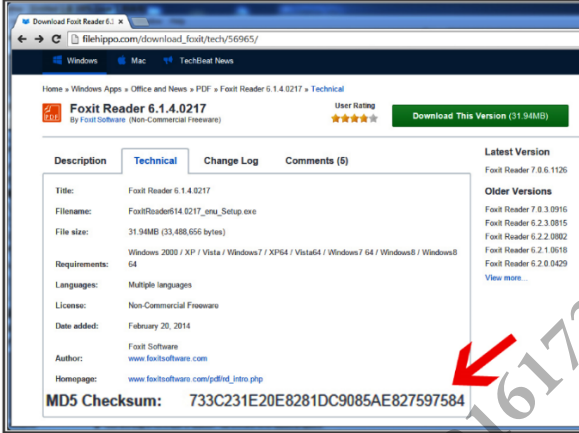 Download Foxit Reader 6.1
filehippo.com/download_foxit/tech/56965/
Windows Mac TechBeat News
Home » Windows Apps » Office and News » PDF » Foxit Reader 6.1.4.0217 » Technical
Foxit Reader 6.1.4.0217
By Foxit Software (Non-Commercial Freeware)
User Rating
Download This Version (31.94MB)
Description Technical Change Log Comments (5)
Title: Foxit Reader 6.1.4.0217
Filename: FoxitReader614.0217_enu_Setup.exe
File size: 31.94MB (33,488,656 bytes)
Requirements: Windows 2000 / XP / Vista / Windows7 / XP64 / Vista64 / Windows7 64 / Windows8 / Windows8
64
Languages: Multiple languages
License: Non-Commercial Freeware
Date added: February 20, 2014
Author: Foxit Software
www.foxitsoftware.com
Homepage: www.foxitsoftware.com/pdf/rd_intro.php
MD5 Checksum: 733C231E20E8281DC9085AE827597584
Latest Version
Foxit Reader 7.0.6.1126
Older Versions
Foxit Reader 7.0.3.0916
Foxit Reader 6.2.3.0815
Foxit Reader 6.2.2.0802
Foxit Reader 6.2.1.0618
Foxit Reader 6.2.0.0429
View more...